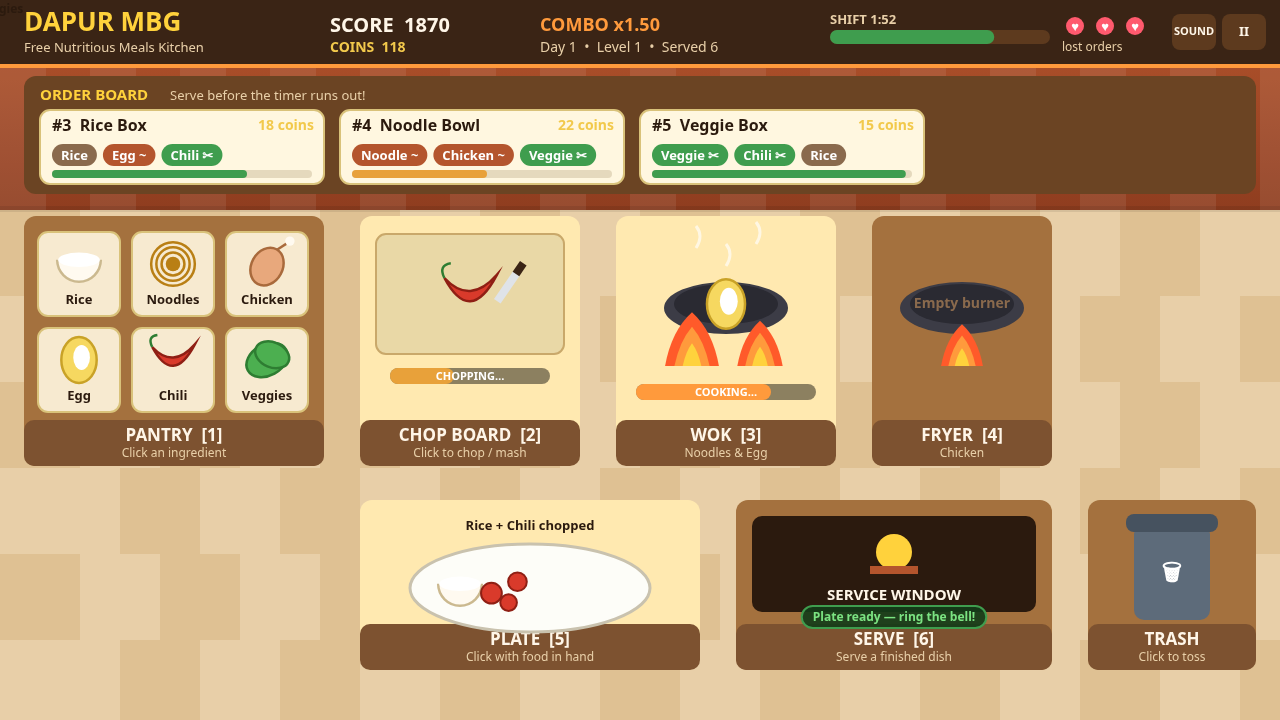 gies
DAPUR MBG
Free Nutritious Meals Kitchen
SCORE 1870
COINS 118
COMBO x1.50
Day 1 • Level 1 • Served 6
SHIFT 1:52
lost orders
SOUND
II
ORDER BOARD
Serve before the timer runs out!
#3 Rice Box
18 coins
Rice
Egg ~
Chili ✂
#4 Noodle Bowl
22 coins
Noodle ~
Chicken ~
Veggie ✂
#5 Veggie Box
15 coins
Veggie ✂
Chili ✂
Rice
Rice
Noodles
Chicken
Egg
Chili
Veggies
PANTRY [1]
Click an ingredient
CHOPPING...
CHOP BOARD [2]
Click to chop / mash
COOKING...
WOK [3]
Noodles & Egg
Empty burner
FRYER [4]
Chicken
Rice + Chili chopped
PLATE [5]
Click with food in hand
SERVICE WINDOW
Plate ready — ring the bell!
SERVE [6]
Serve a finished dish
TRASH
Click to toss